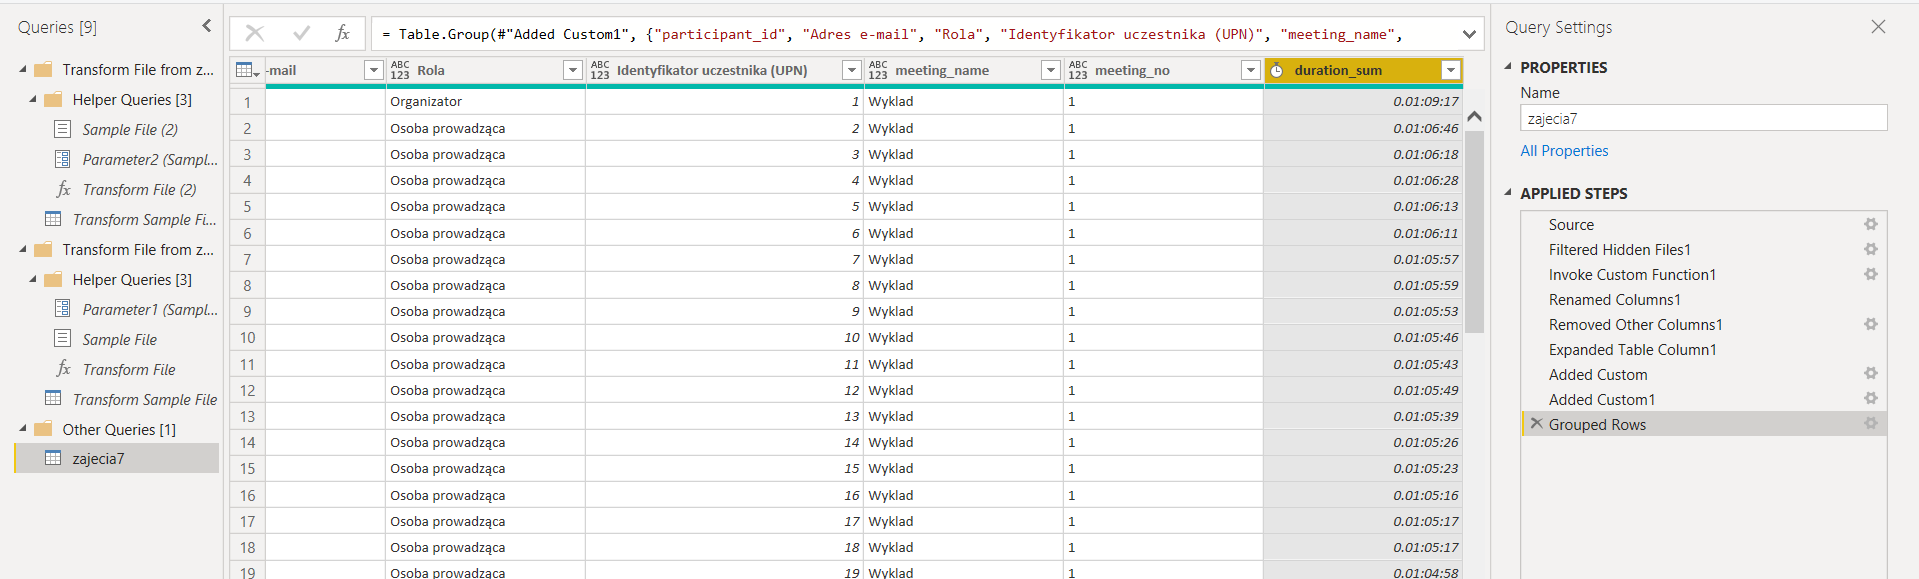 Queries [9]
Transform File from z...
Helper Queries [3]
Sample File (2)
Parameter2 (Sampl...
fx Transform File (2)
Transform Sample Fi...
Transform File from z...
Helper Queries [3]
Parameter1 (Sampl...
Sample File
fx Transform File
Transform Sample File
Other Queries [1]
zajecia7
fx = Table.Group(#"Added Custom1", {"participant_id", "Adres e-mail", "Rola", "Identyfikator uczestnika (UPN)", "meeting_name",
-mail ABC 123 Rola ABC 123 Identyfikator uczestnika (UPN) ABC 123 meeting_name ABC 123 meeting_no duration_sum
1 Organizator 1 Wyklad 1 0.01:09:17
2 Osoba prowadząca 2 Wyklad 1 0.01:06:46
3 Osoba prowadząca 3 Wyklad 1 0.01:06:18
4 Osoba prowadząca 4 Wyklad 1 0.01:06:28
5 Osoba prowadząca 5 Wyklad 1 0.01:06:13
6 Osoba prowadząca 6 Wyklad 1 0.01:06:11
7 Osoba prowadząca 7 Wyklad 1 0.01:05:57
8 Osoba prowadząca 8 Wyklad 1 0.01:05:59
9 Osoba prowadząca 9 Wyklad 1 0.01:05:53
10 Osoba prowadząca 10 Wyklad 1 0.01:05:46
11 Osoba prowadząca 11 Wyklad 1 0.01:05:43
12 Osoba prowadząca 12 Wyklad 1 0.01:05:49
13 Osoba prowadząca 13 Wyklad 1 0.01:05:39
14 Osoba prowadząca 14 Wyklad 1 0.01:05:26
15 Osoba prowadząca 15 Wyklad 1 0.01:05:23
16 Osoba prowadząca 16 Wyklad 1 0.01:05:16
17 Osoba prowadząca 17 Wyklad 1 0.01:05:17
18 Osoba prowadząca 18 Wyklad 1 0.01:05:17
19 Osoba prowadząca 19 Wyklad 1 0.01:04:58
Query Settings
PROPERTIES
Name
zajecia7
All Properties
APPLIED STEPS
Source
Filtered Hidden Files1
Invoke Custom Function1
Renamed Columns1
Removed Other Columns1
Expanded Table Column1
Added Custom
Added Custom1
Grouped Rows